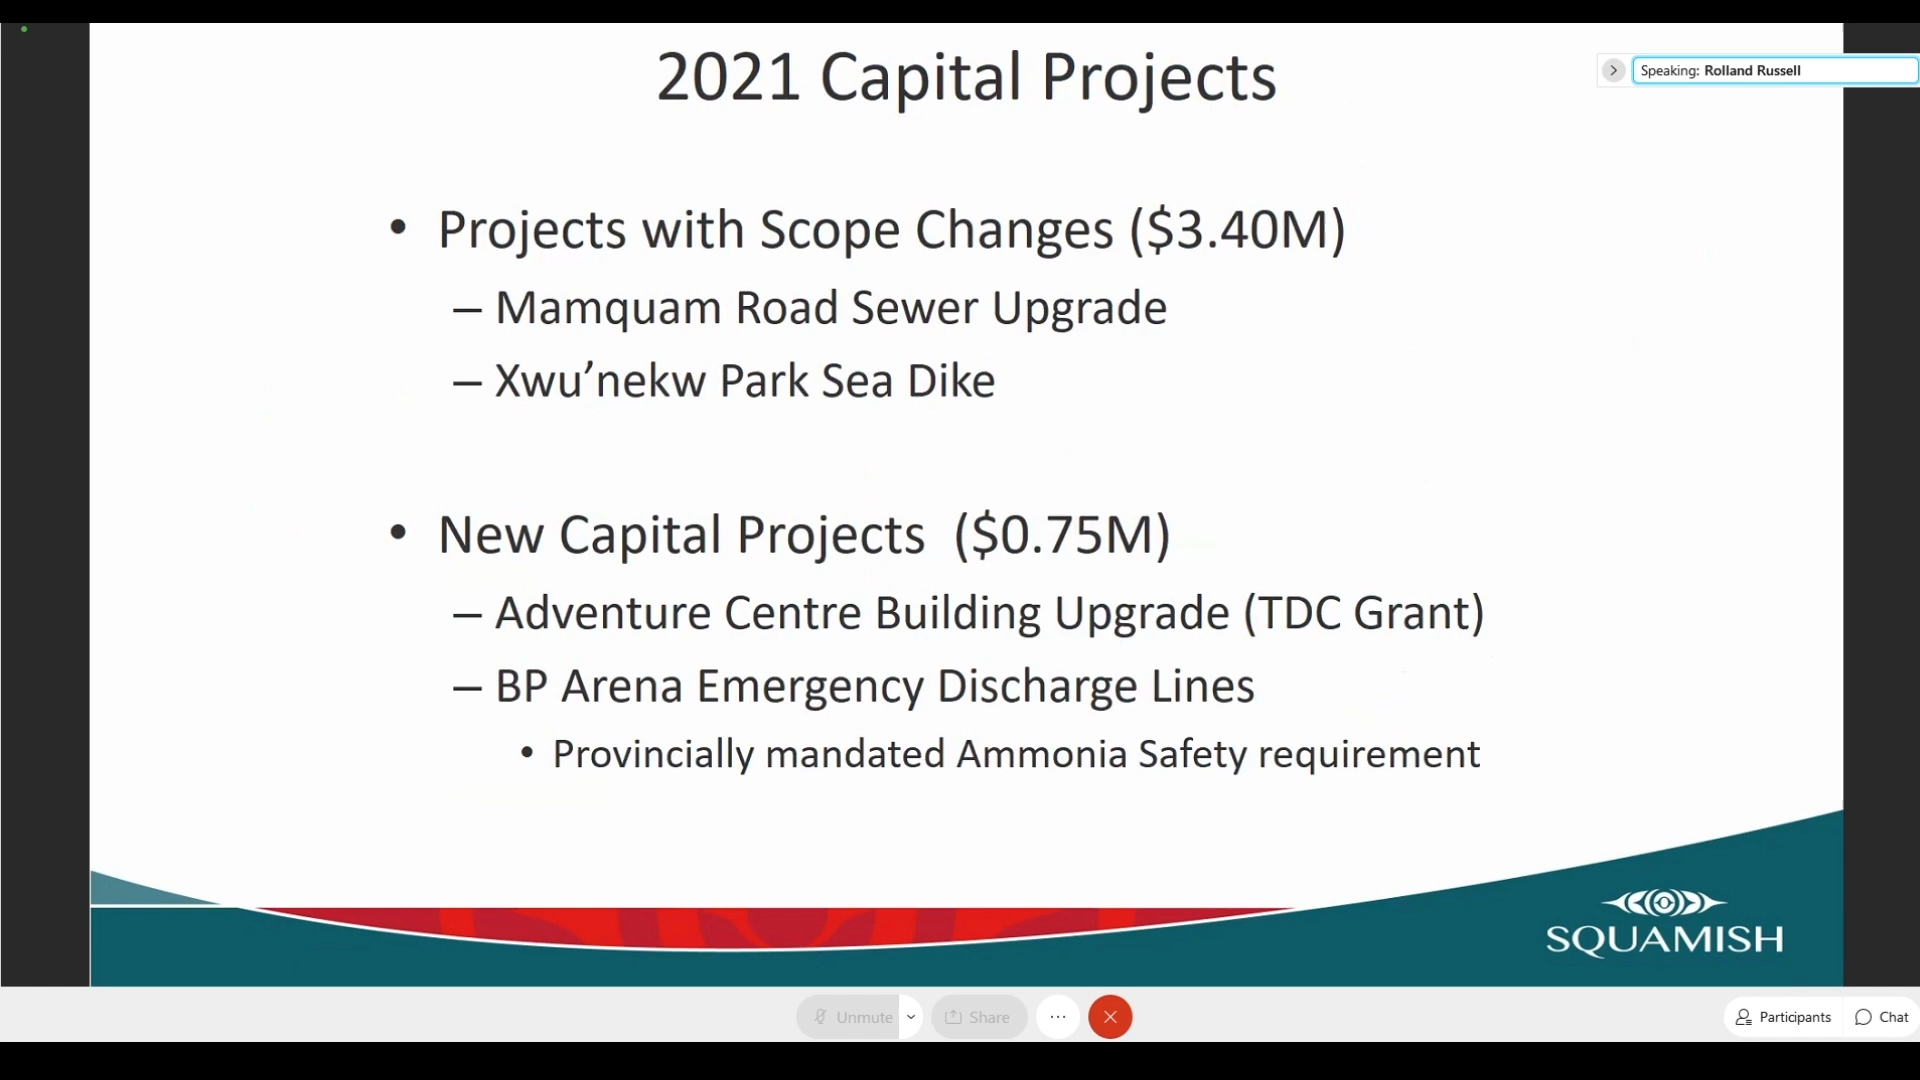 2021 Capital Projects
Speaking: Rolland Russell
• Projects with Scope Changes ($3.40M)
– Mamquam Road Sewer Upgrade
– Xwu’nekw Park Sea Dike
• New Capital Projects ($0.75M)
– Adventure Centre Building Upgrade (TDC Grant)
– BP Arena Emergency Discharge Lines
• Provincially mandated Ammonia Safety requirement
SQUAMISH
Unmute
Share
Participants
Chat